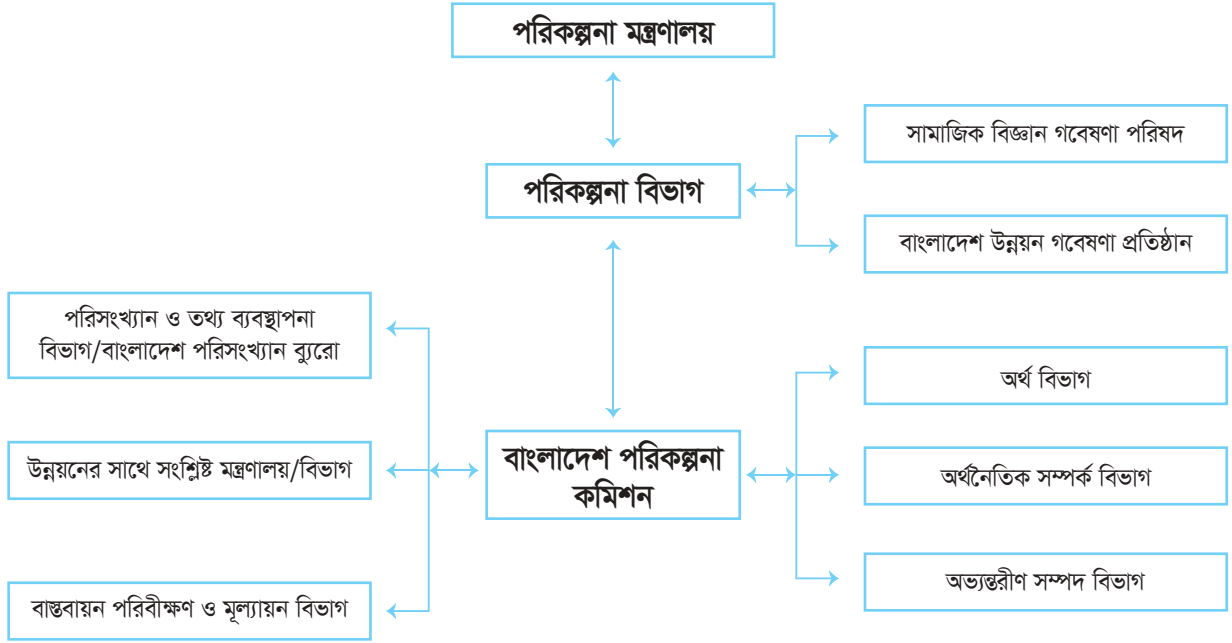 পরিকল্পনা মন্ত্রণালয়
সামাজিক বিজ্ঞান গবেষণা পরিষদ
পরিকল্পনা বিভাগ
বাংলাদেশ উন্নয়ন গবেষণা প্রতিষ্ঠান
পরিসংখ্যান ও তথ্য ব্যবস্থাপনা
বিভাগ/বাংলাদেশ পরিসংখ্যান ব্যুরো
অর্থ বিভাগ
উন্নয়নের সাথে সংশ্লিষ্ট মন্ত্রণালয়/বিভাগ
বাংলাদেশ পরিকল্পনা
কমিশন
অর্থনৈতিক সম্পর্ক বিভাগ
অভ্যন্তরীণ সম্পদ বিভাগ
বাস্তবায়ন পরিবীক্ষণ ও মূল্যায়ন বিভাগ